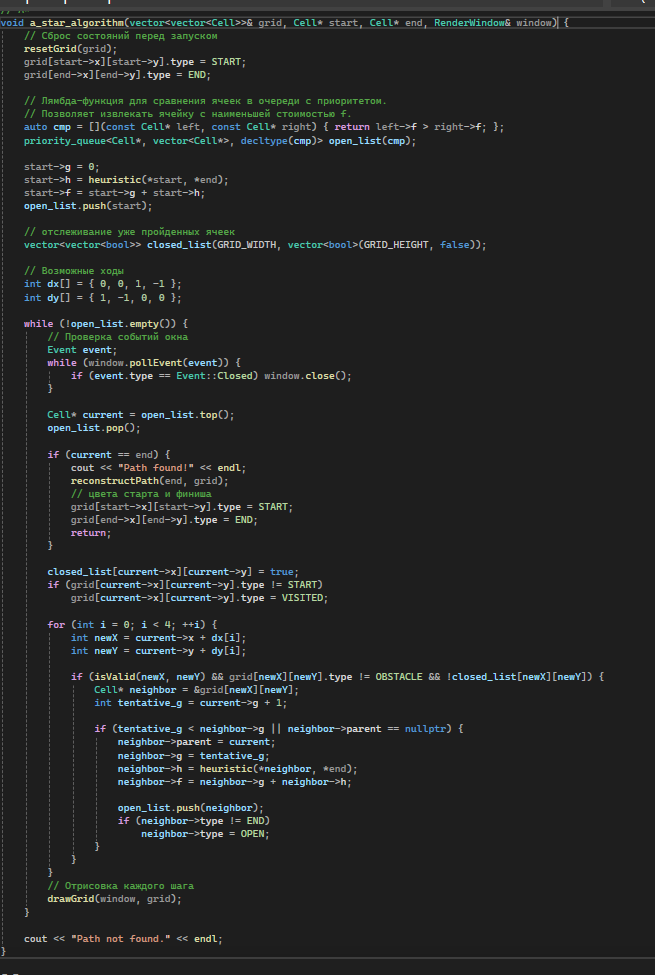 void a_star_algorithm(vector<vector<Cell>>& grid, Cell* start, Cell* end, RenderWindow& window) {
    // Сброс состояний перед запуском
    resetGrid(grid);
    grid[start->x][start->y].type = START;
    grid[end->x][end->y].type = END;

    // Лямбда-функция для сравнения ячеек в очереди с приоритетом.
    // Позволяет извлекать ячейку с наименьшей стоимостью f.
    auto cmp = [](const Cell* left, const Cell* right) { return left->f > right->f; };
    priority_queue<Cell*, vector<Cell*>, decltype(cmp)> open_list(cmp);

    start->g = 0;
    start->h = heuristic(*start, *end);
    start->f = start->g + start->h;
    open_list.push(start);

    // отслеживание уже пройденных ячеек
    vector<vector<bool>> closed_list(GRID_WIDTH, vector<bool>(GRID_HEIGHT, false));

    // Возможные ходы
    int dx[] = { 0, 0, 1, -1 };
    int dy[] = { 1, -1, 0, 0 };

    while (!open_list.empty()) {
        // Проверка событий окна
        Event event;
        while (window.pollEvent(event)) {
            if (event.type == Event::Closed) window.close();
        }

        Cell* current = open_list.top();
        open_list.pop();

        if (current == end) {
            cout << "Path found!" << endl;
            reconstructPath(end, grid);
            // цвета старта и финиша
            grid[start->x][start->y].type = START;
            grid[end->x][end->y].type = END;
            return;
        }

        closed_list[current->x][current->y] = true;
        if (grid[current->x][current->y].type != START)
            grid[current->x][current->y].type = VISITED;

        for (int i = 0; i < 4; ++i) {
            int newX = current->x + dx[i];
            int newY = current->y + dy[i];

            if (isValid(newX, newY) && grid[newX][newY].type != OBSTACLE && !closed_list[newX][newY]) {
                Cell* neighbor = &grid[newX][newY];
                int tentative_g = current->g + 1;

                if (tentative_g < neighbor->g || neighbor->parent == nullptr) {
                    neighbor->parent = current;
                    neighbor->g = tentative_g;
                    neighbor->h = heuristic(*neighbor, *end);
                    neighbor->f = neighbor->g + neighbor->h;

                    open_list.push(neighbor);
                    if (neighbor->type != END)
                        neighbor->type = OPEN;
                }
            }
        }
        // Отрисовка каждого шага
        drawGrid(window, grid);
    }

    cout << "Path not found." << endl;
}